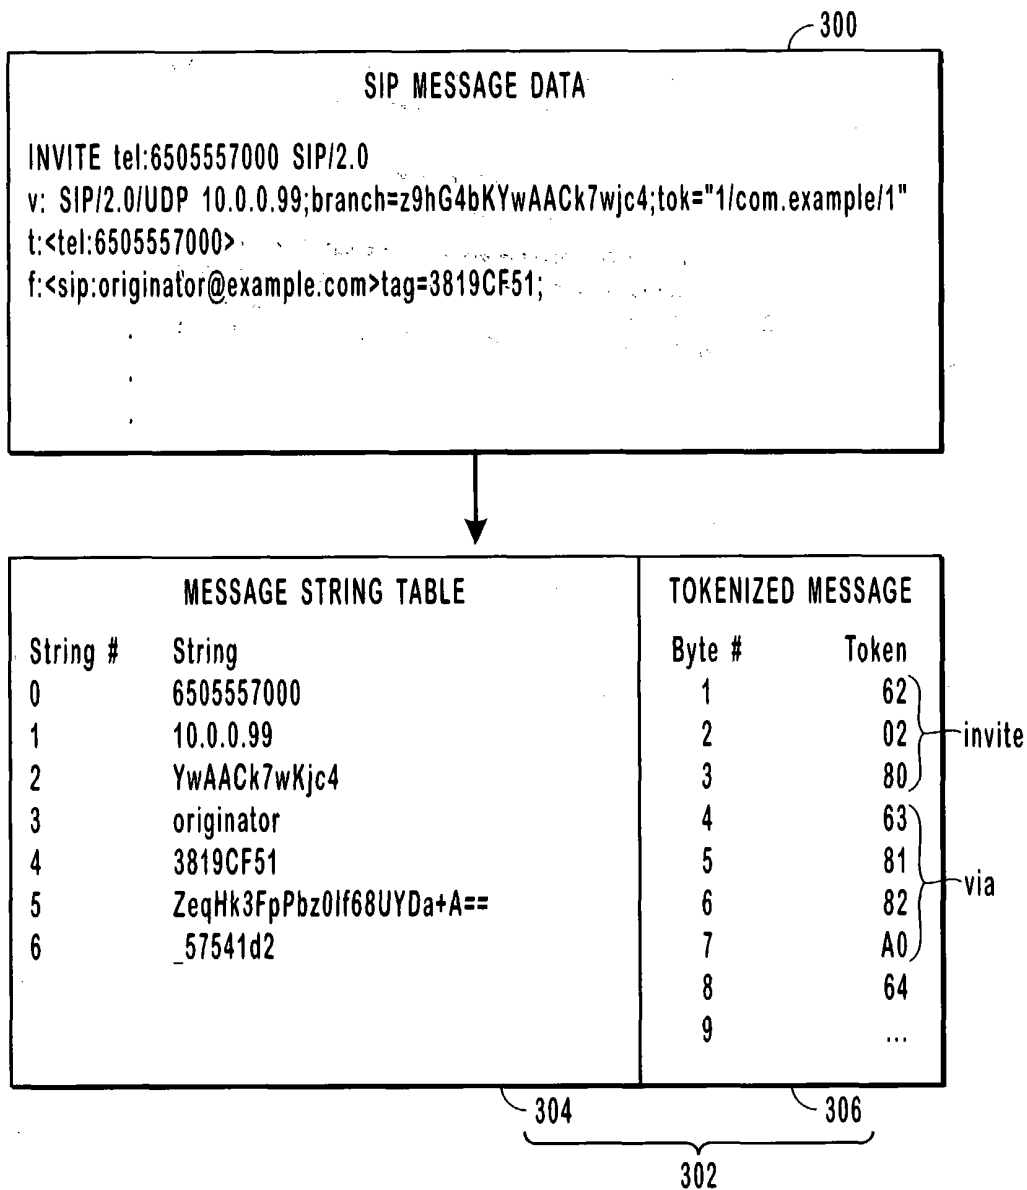 300
SIP MESSAGE DATA
INVITE tel:6505557000 SIP/2.0
v: SIP/2.0/UDP 10.0.0.99;branch=z9hG4bKYwAACk7wjc4;tok="1/com.example/1"
t:<tel:6505557000>
f:<sip:originator@example.com>tag=3819CF51;
.
.
.
MESSAGE STRING TABLE
String # String
0 6505557000
1 10.0.0.99
2 YwAACk7wKjc4
3 originator
4 3819CF51
5 ZeqHk3FpPbz0If68UYDa+A==
6 _57541d2
TOKENIZED MESSAGE
Byte # Token
1 62
2 02
3 80
invite
4 63
5 81
6 82
7 A0
via
8 64
9 ...
304
306
302